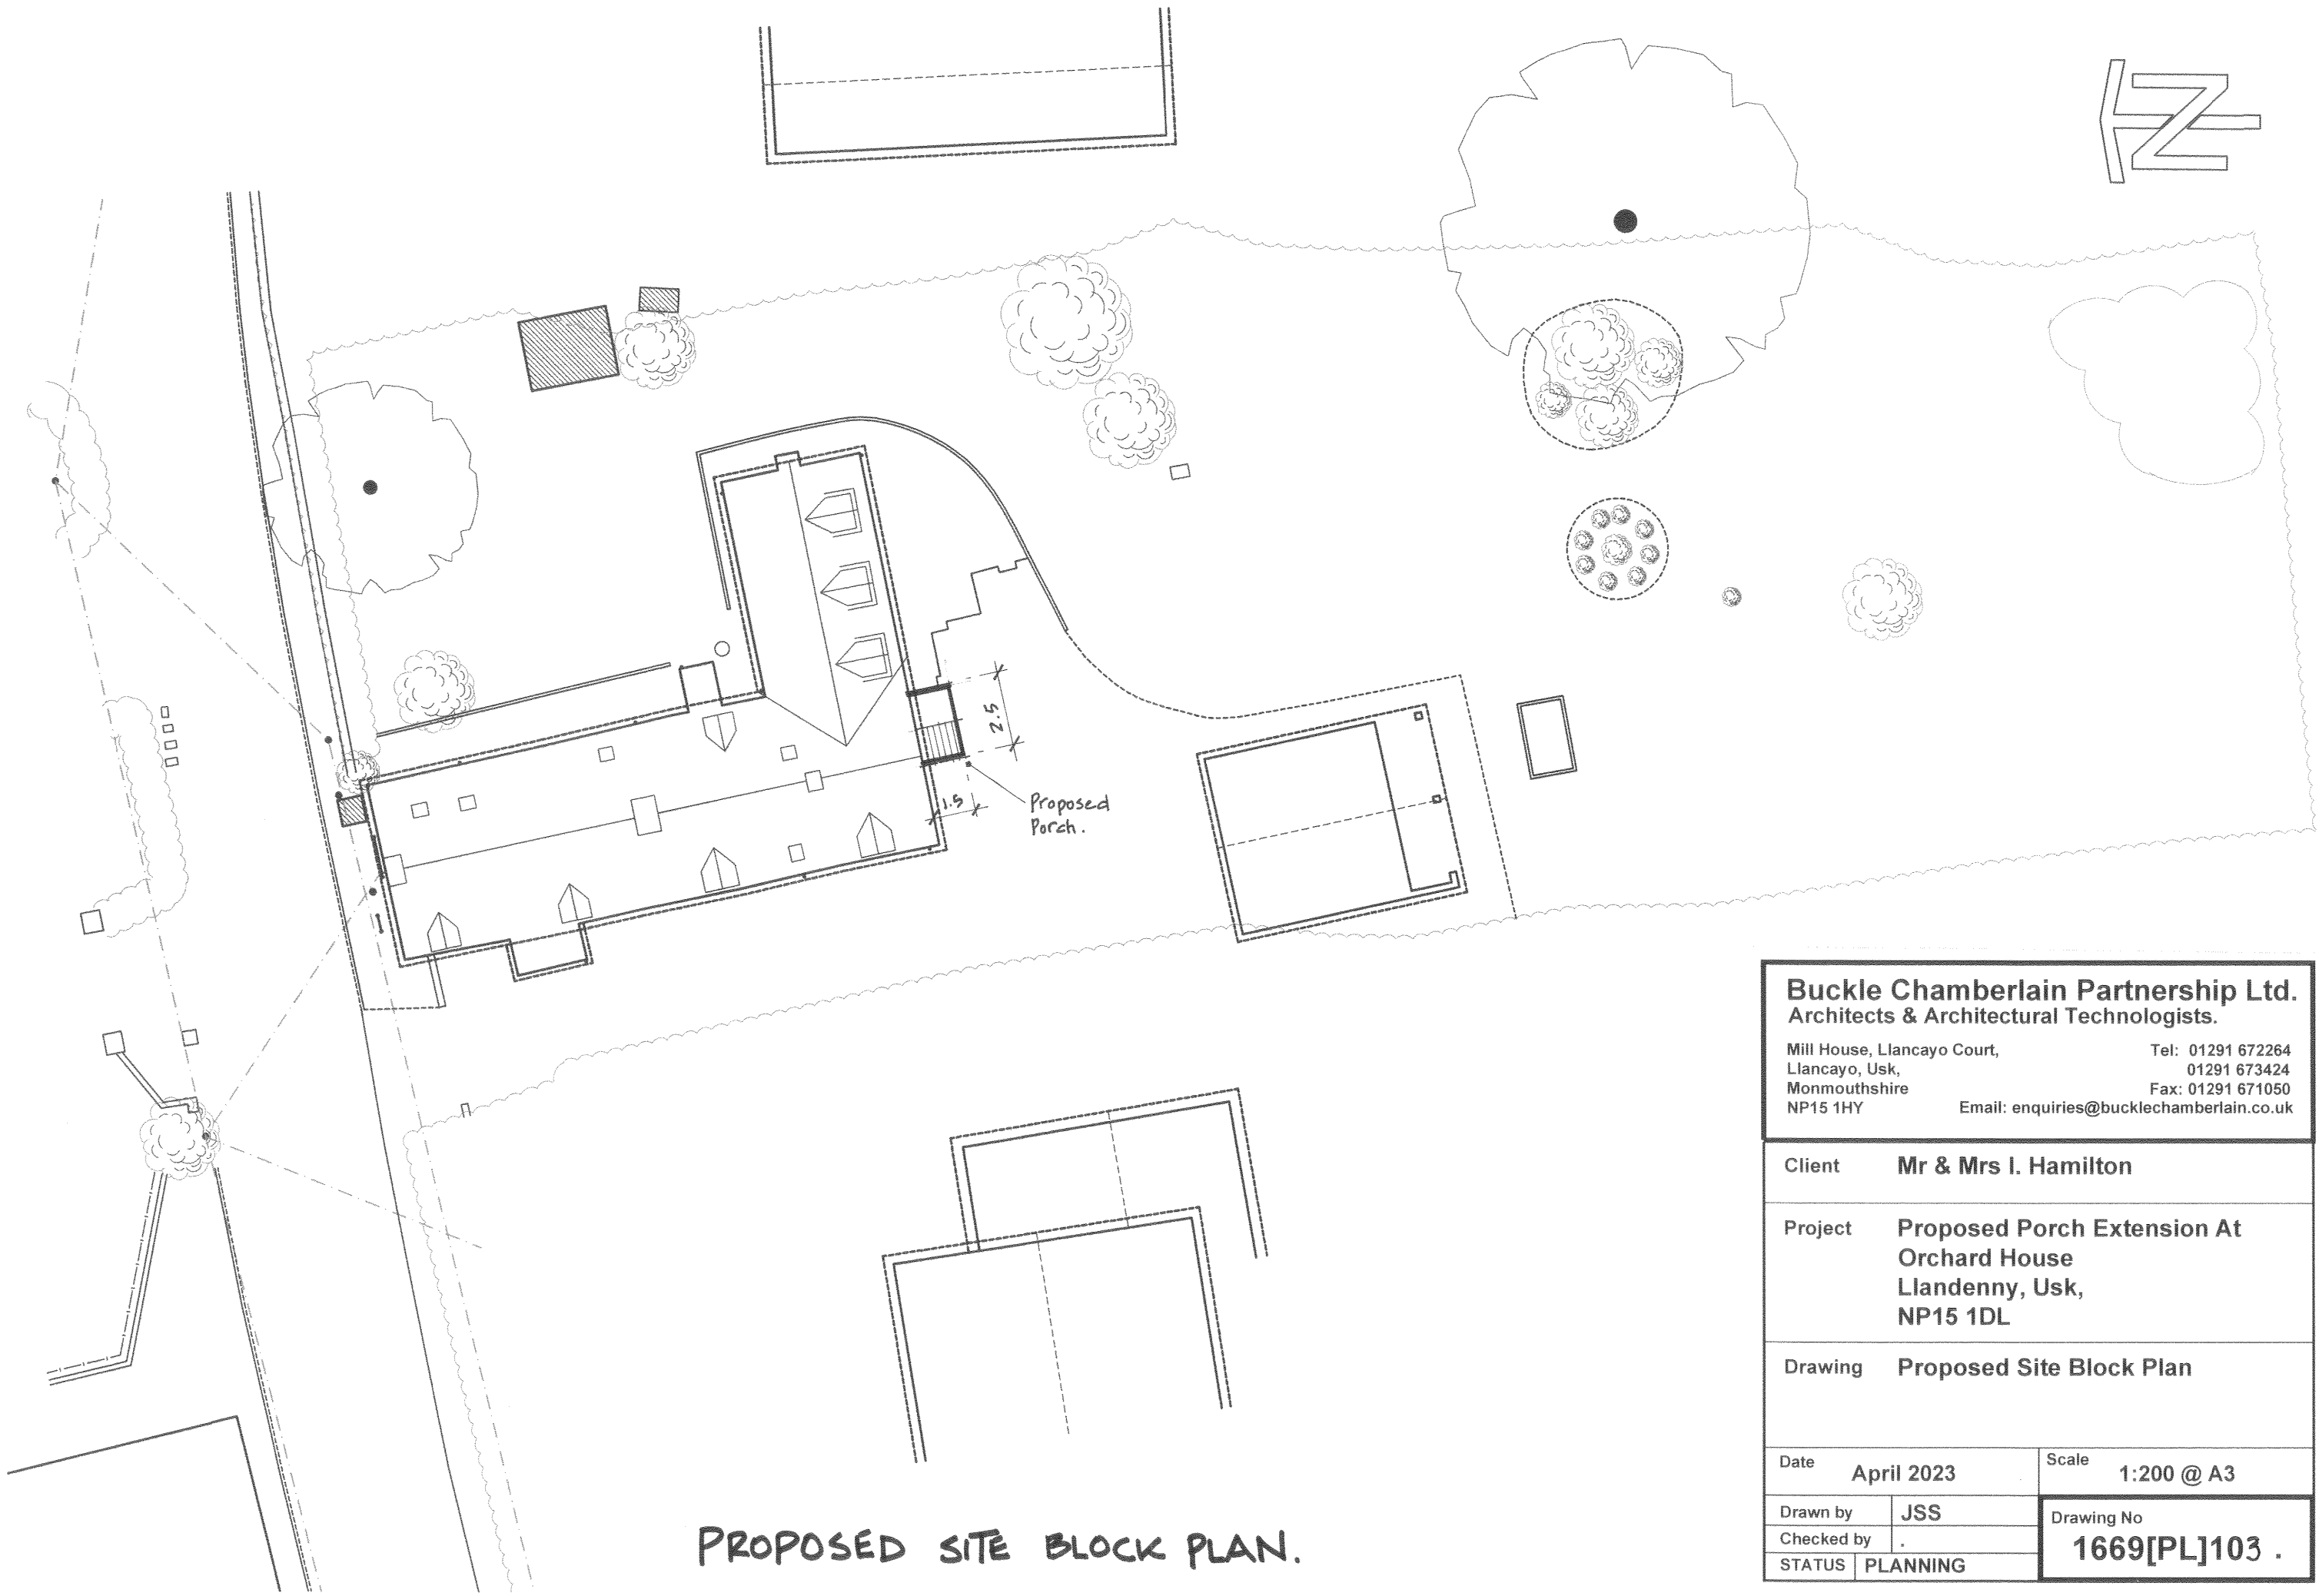 N
2.5
1.5
Proposed
Porch.
Buckle Chamberlain Partnership Ltd.
Architects & Architectural Technologists.
Mill House, Llancayo Court,
Llancayo, Usk,
Monmouthshire
NP15 1HY
Tel: 01291 672264
01291 673424
Fax: 01291 671050
Email: enquiries@bucklechamberlain.co.uk
Client Mr & Mrs I. Hamilton
Project Proposed Porch Extension At
Orchard House
Llandenny, Usk,
NP15 1DL
Drawing Proposed Site Block Plan
Date April 2023
Scale 1:200 @ A3
Drawn by JSS
Checked by .
STATUS PLANNING
Drawing No
1669[PL]103 .
PROPOSED SITE BLOCK PLAN.